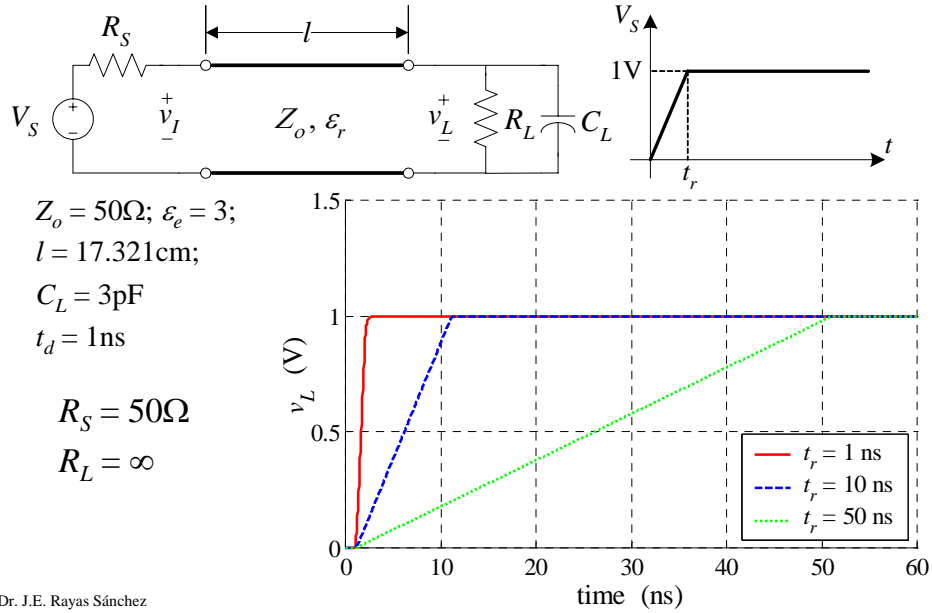 R_S
l
V_S
1V
t
t_r
V_S
+
−
+
v_I
−
Z_o, ε_r
+
v_L
−
R_L
C_L
Z_o = 50Ω; ε_e = 3;
l = 17.321cm;
C_L = 3pF
t_d = 1ns
R_S = 50Ω
R_L = ∞
1.5
1
0.5
0
v_L (V)
0 10 20 30 40 50 60
time (ns)
t_r = 1 ns
t_r = 10 ns
t_r = 50 ns
Dr. J.E. Rayas Sánchez